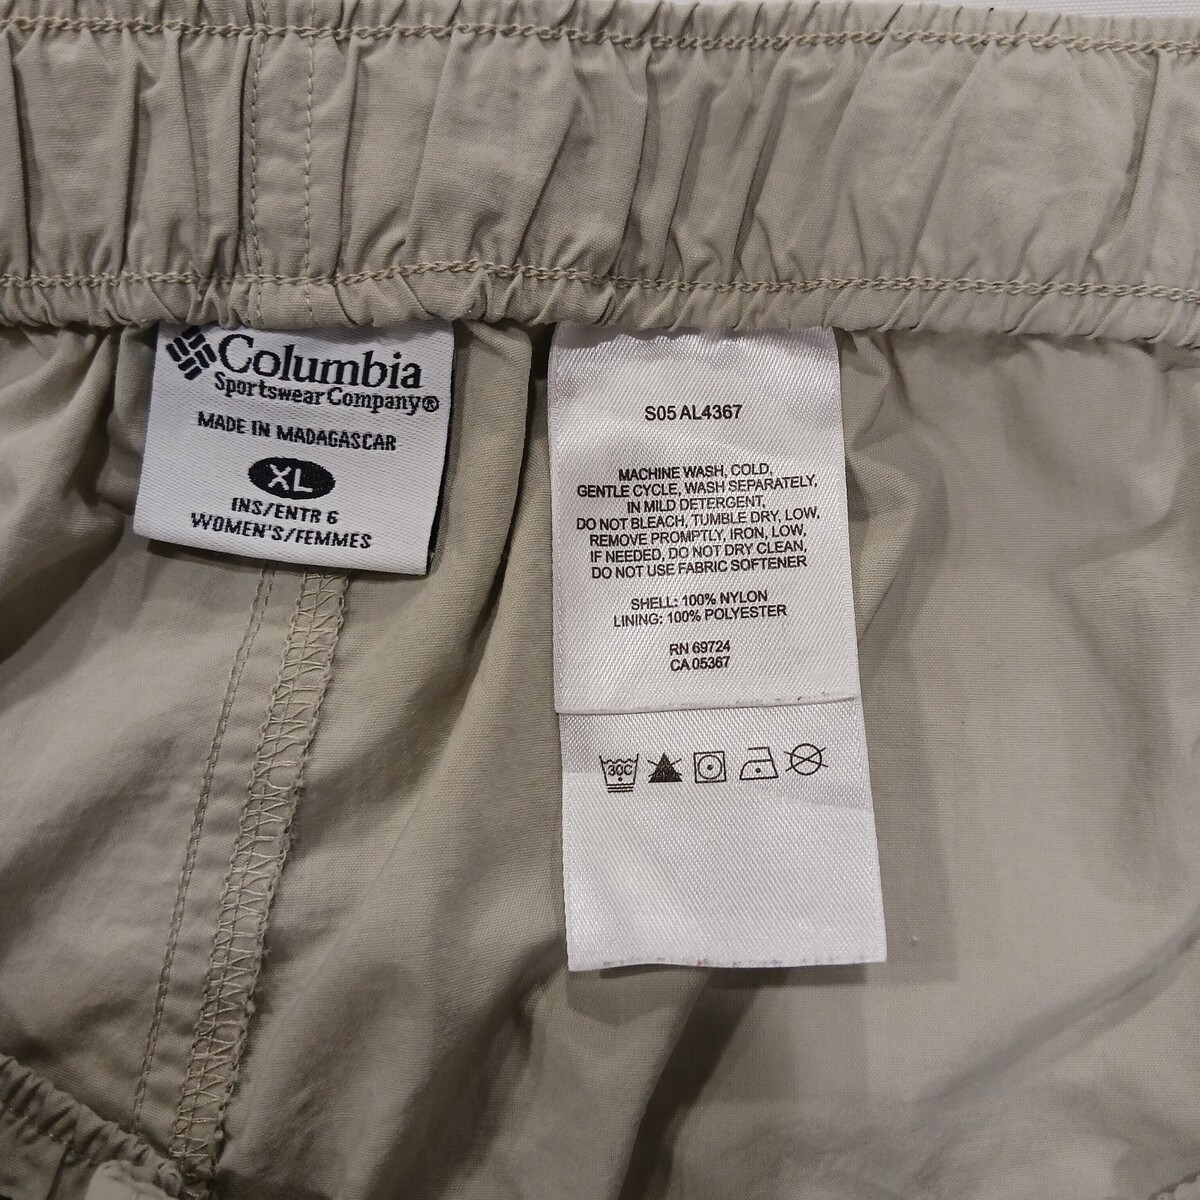 Columbia
Sportswear Company®
MADE IN MADAGASCAR
XL
INS/ENTR 6
WOMEN'S/FEMMES
S05 AL4367
MACHINE WASH, COLD,
GENTLE CYCLE, WASH SEPARATELY,
IN MILD DETERGENT,
DO NOT BLEACH, TUMBLE DRY, LOW,
REMOVE PROMPTLY, IRON, LOW,
IF NEEDED, DO NOT DRY CLEAN,
DO NOT USE FABRIC SOFTENER
SHELL: 100% NYLON
LINING: 100% POLYESTER
RN 69724
CA 05367
30C